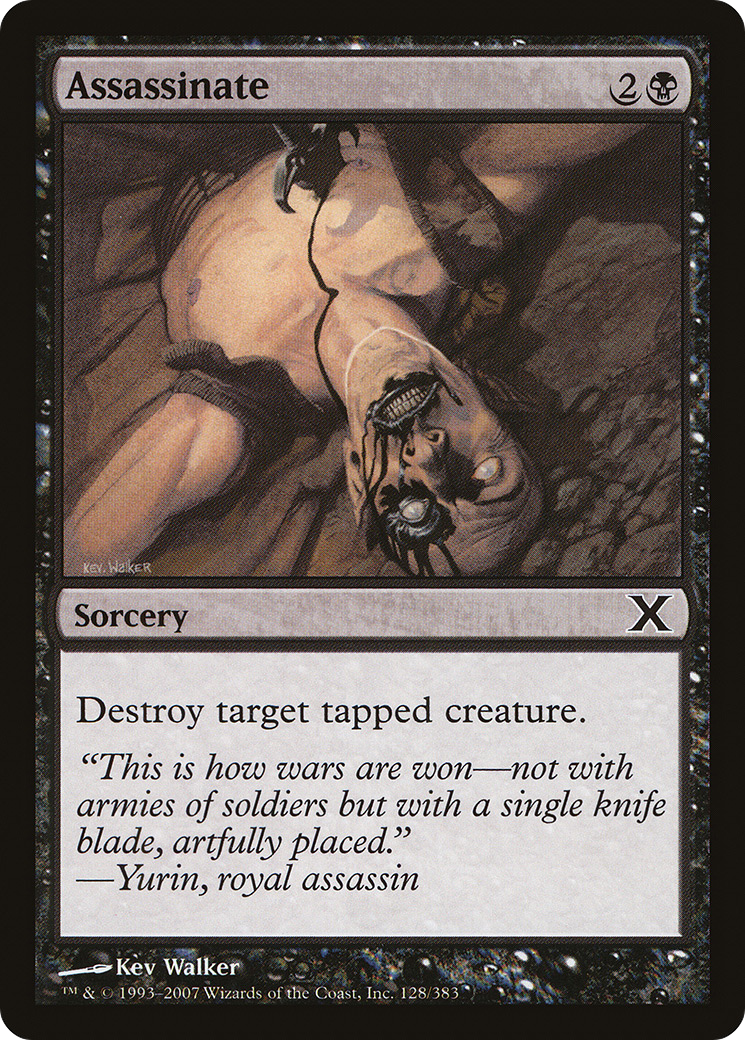 Assassinate 2
KEV. WALKER
Sorcery X
Destroy target tapped creature.
“This is how wars are won—not with
armies of soldiers but with a single knife
blade, artfully placed.”
—Yurin, royal assassin
Kev Walker
™ & © 1993–2007 Wizards of the Coast, Inc. 128/383